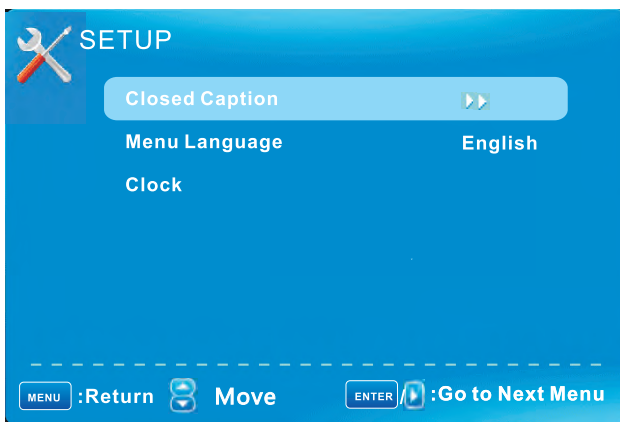 SETUP
Closed Caption
Menu Language English
Clock
MENU :Return Move ENTER / :Go to Next Menu